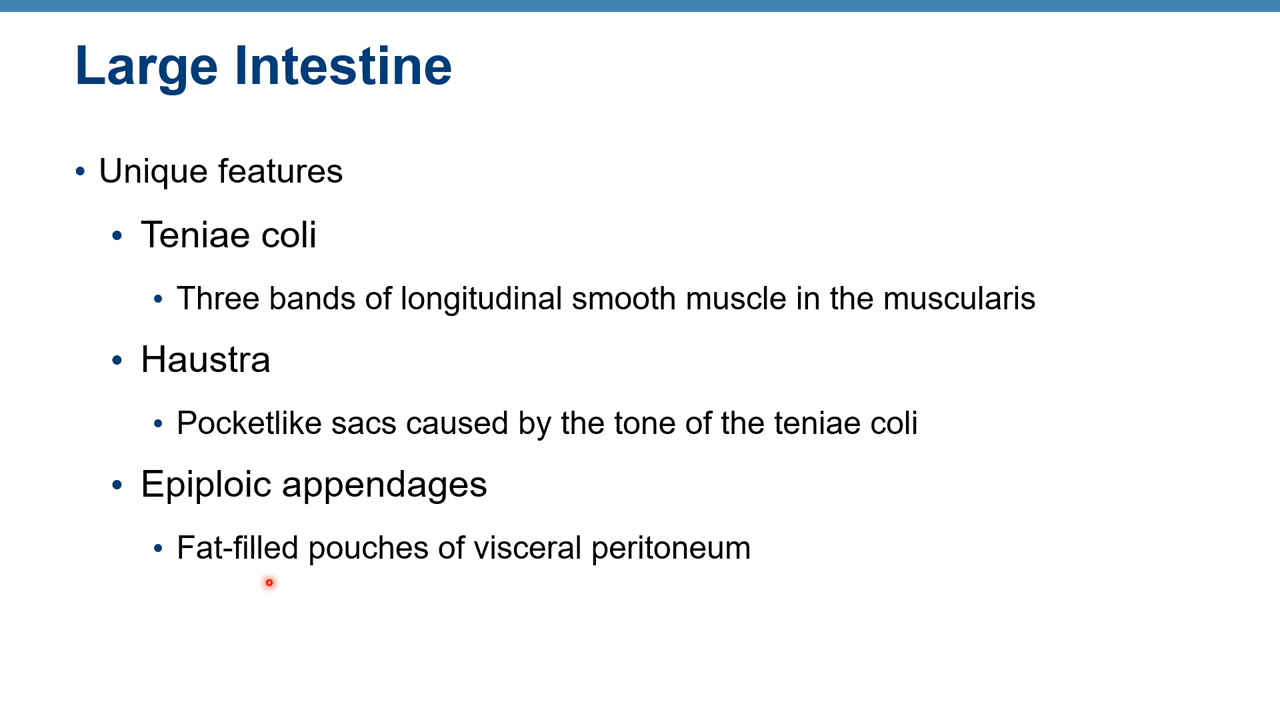 Large Intestine
• Unique features
• Teniae coli
• Three bands of longitudinal smooth muscle in the muscularis
• Haustra
• Pocketlike sacs caused by the tone of the teniae coli
• Epiploic appendages
• Fat-filled pouches of visceral peritoneum